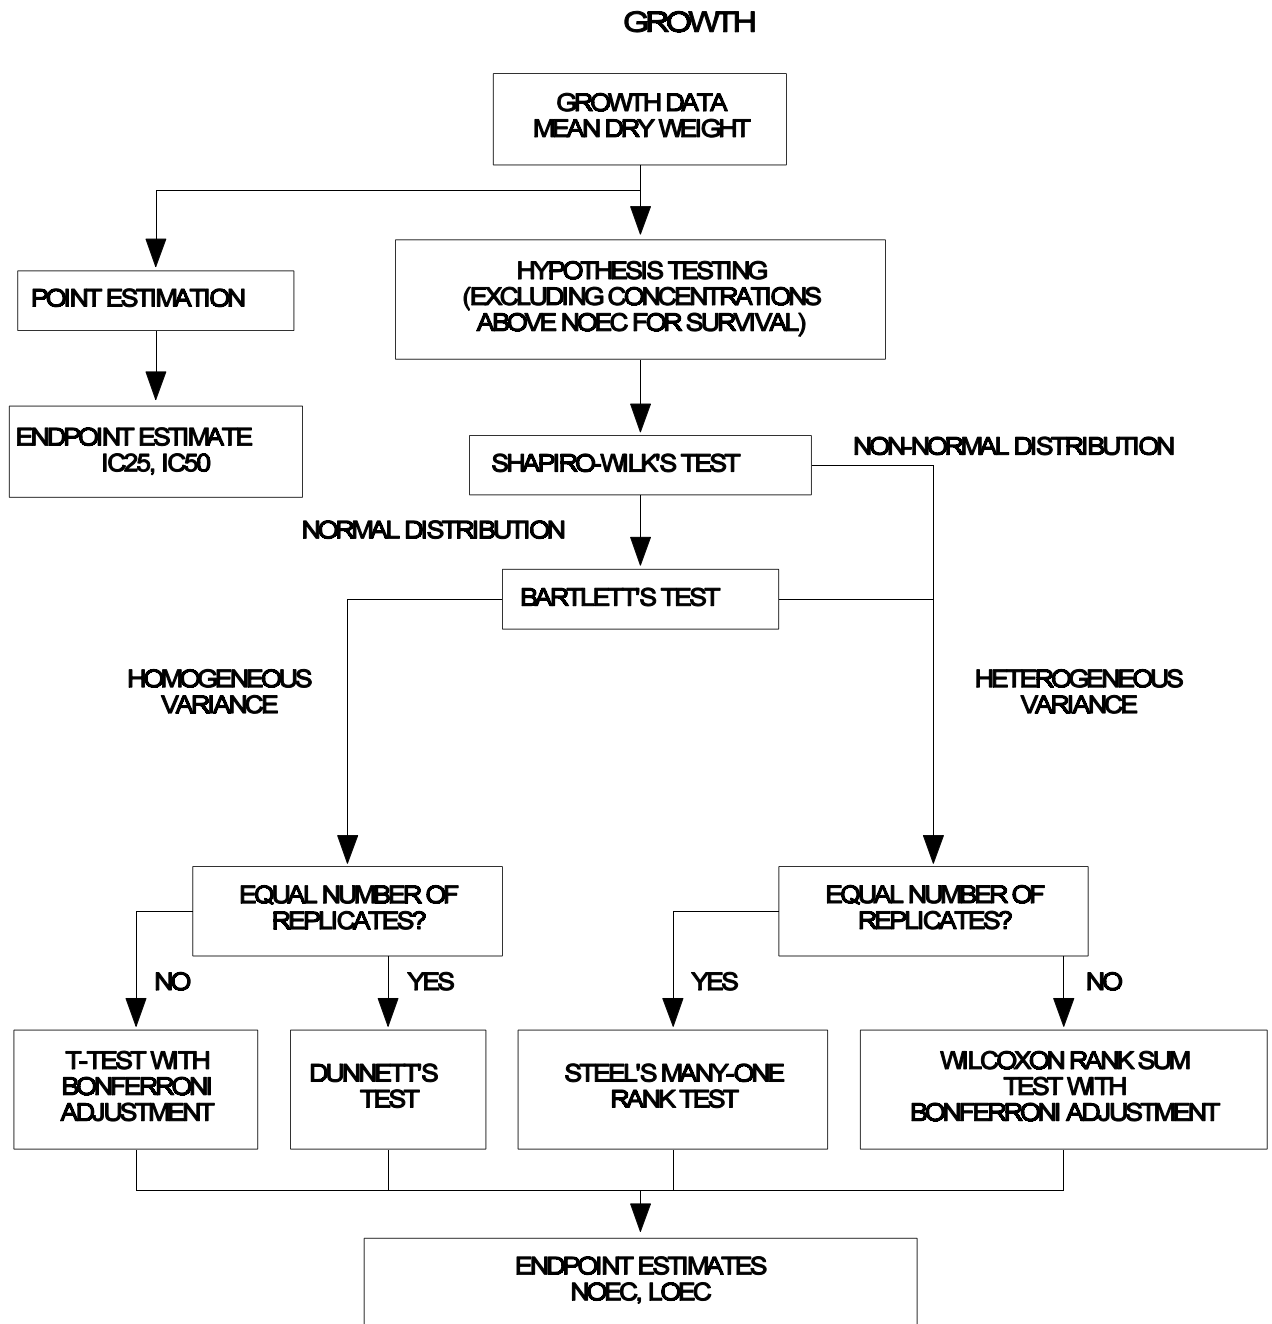 GROWTH
GROWTH DATA
MEAN DRY WEIGHT
HYPOTHESIS TESTING
(EXCLUDING CONCENTRATIONS
ABOVE NOEC FOR SURVIVAL)
POINT ESTIMATION
ENDPOINT ESTIMATE
IC25, IC50
SHAPIRO-WILK'S TEST
NON-NORMAL DISTRIBUTION
NORMAL DISTRIBUTION
BARTLETT'S TEST
HOMOGENEOUS
VARIANCE
HETEROGENEOUS
VARIANCE
EQUAL NUMBER OF
REPLICATES?
EQUAL NUMBER OF
REPLICATES?
NO
YES
YES
NO
T-TEST WITH
BONFERRONI
ADJUSTMENT
DUNNETT'S
TEST
STEEL'S MANY-ONE
RANK TEST
WILCOXON RANK SUM
TEST WITH
BONFERRONI ADJUSTMENT
ENDPOINT ESTIMATES
NOEC, LOEC